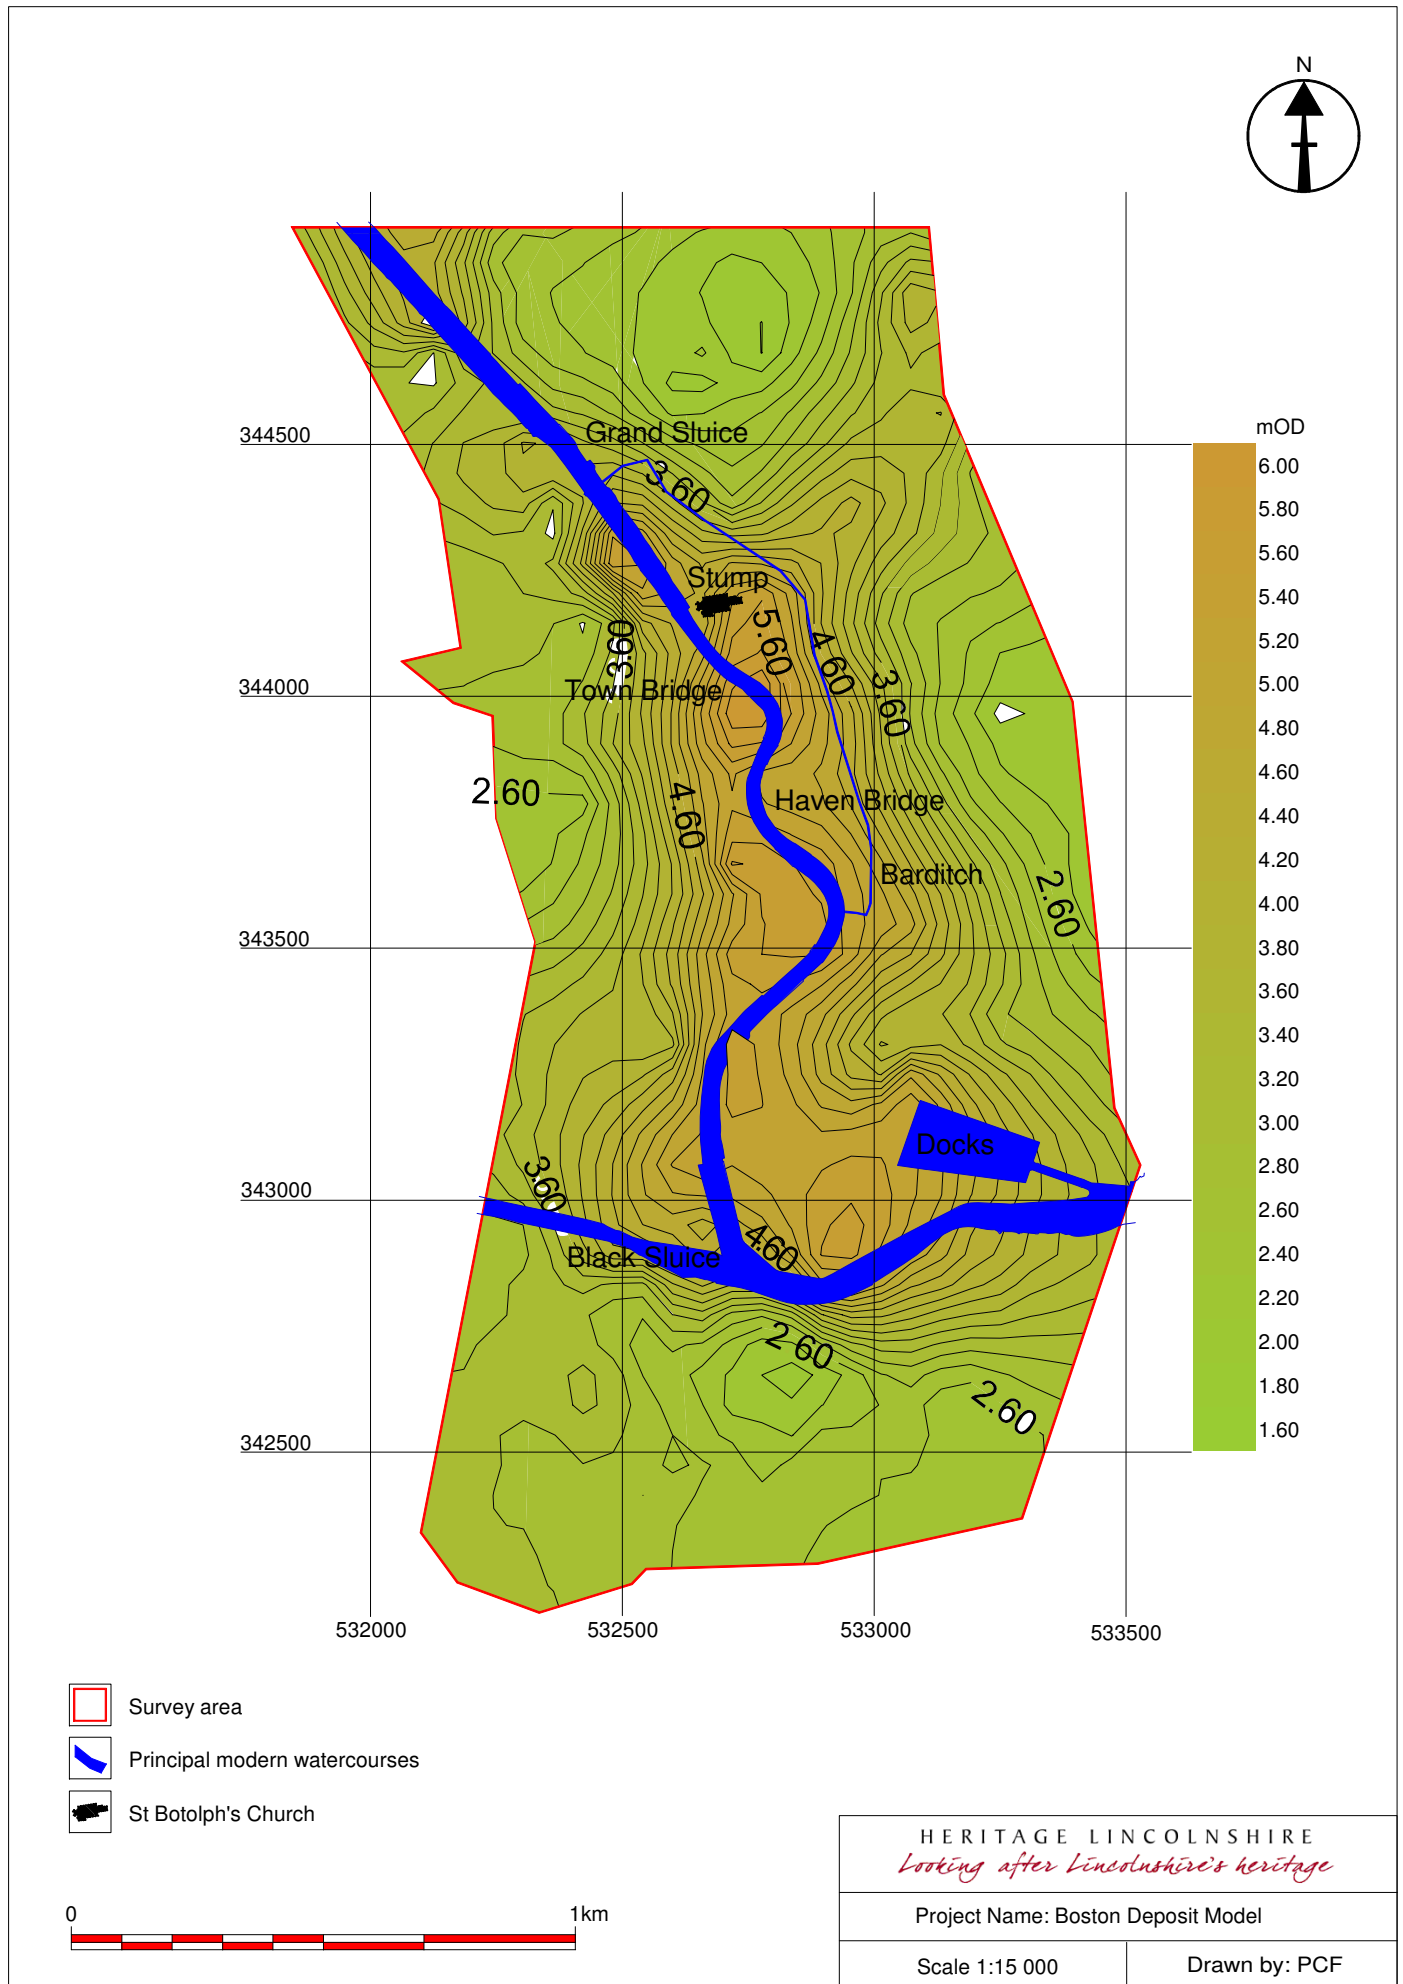 N
mOD
6.00
5.80
5.60
5.40
5.20
5.00
4.80
4.60
4.40
4.20
4.00
3.80
3.60
3.40
3.20
3.00
2.80
2.60
2.40
2.20
2.00
1.80
1.60
344500
344000
343500
343000
342500
Grand Sluice
3.60
Stump
5.60
4.60
3.60
3.60
Town Bridge
2.60
4.60
Haven Bridge
Barditch
2.60
Docks
3.60
4.60
Black Sluice
2.60
2.60
532000
532500
533000
533500
Survey area
Principal modern watercourses
St Botolph's Church
0
1km
HERITAGE LINCOLNSHIRE
Looking after Lincolnshire's heritage
Project Name: Boston Deposit Model
Scale 1:15 000
Drawn by: PCF